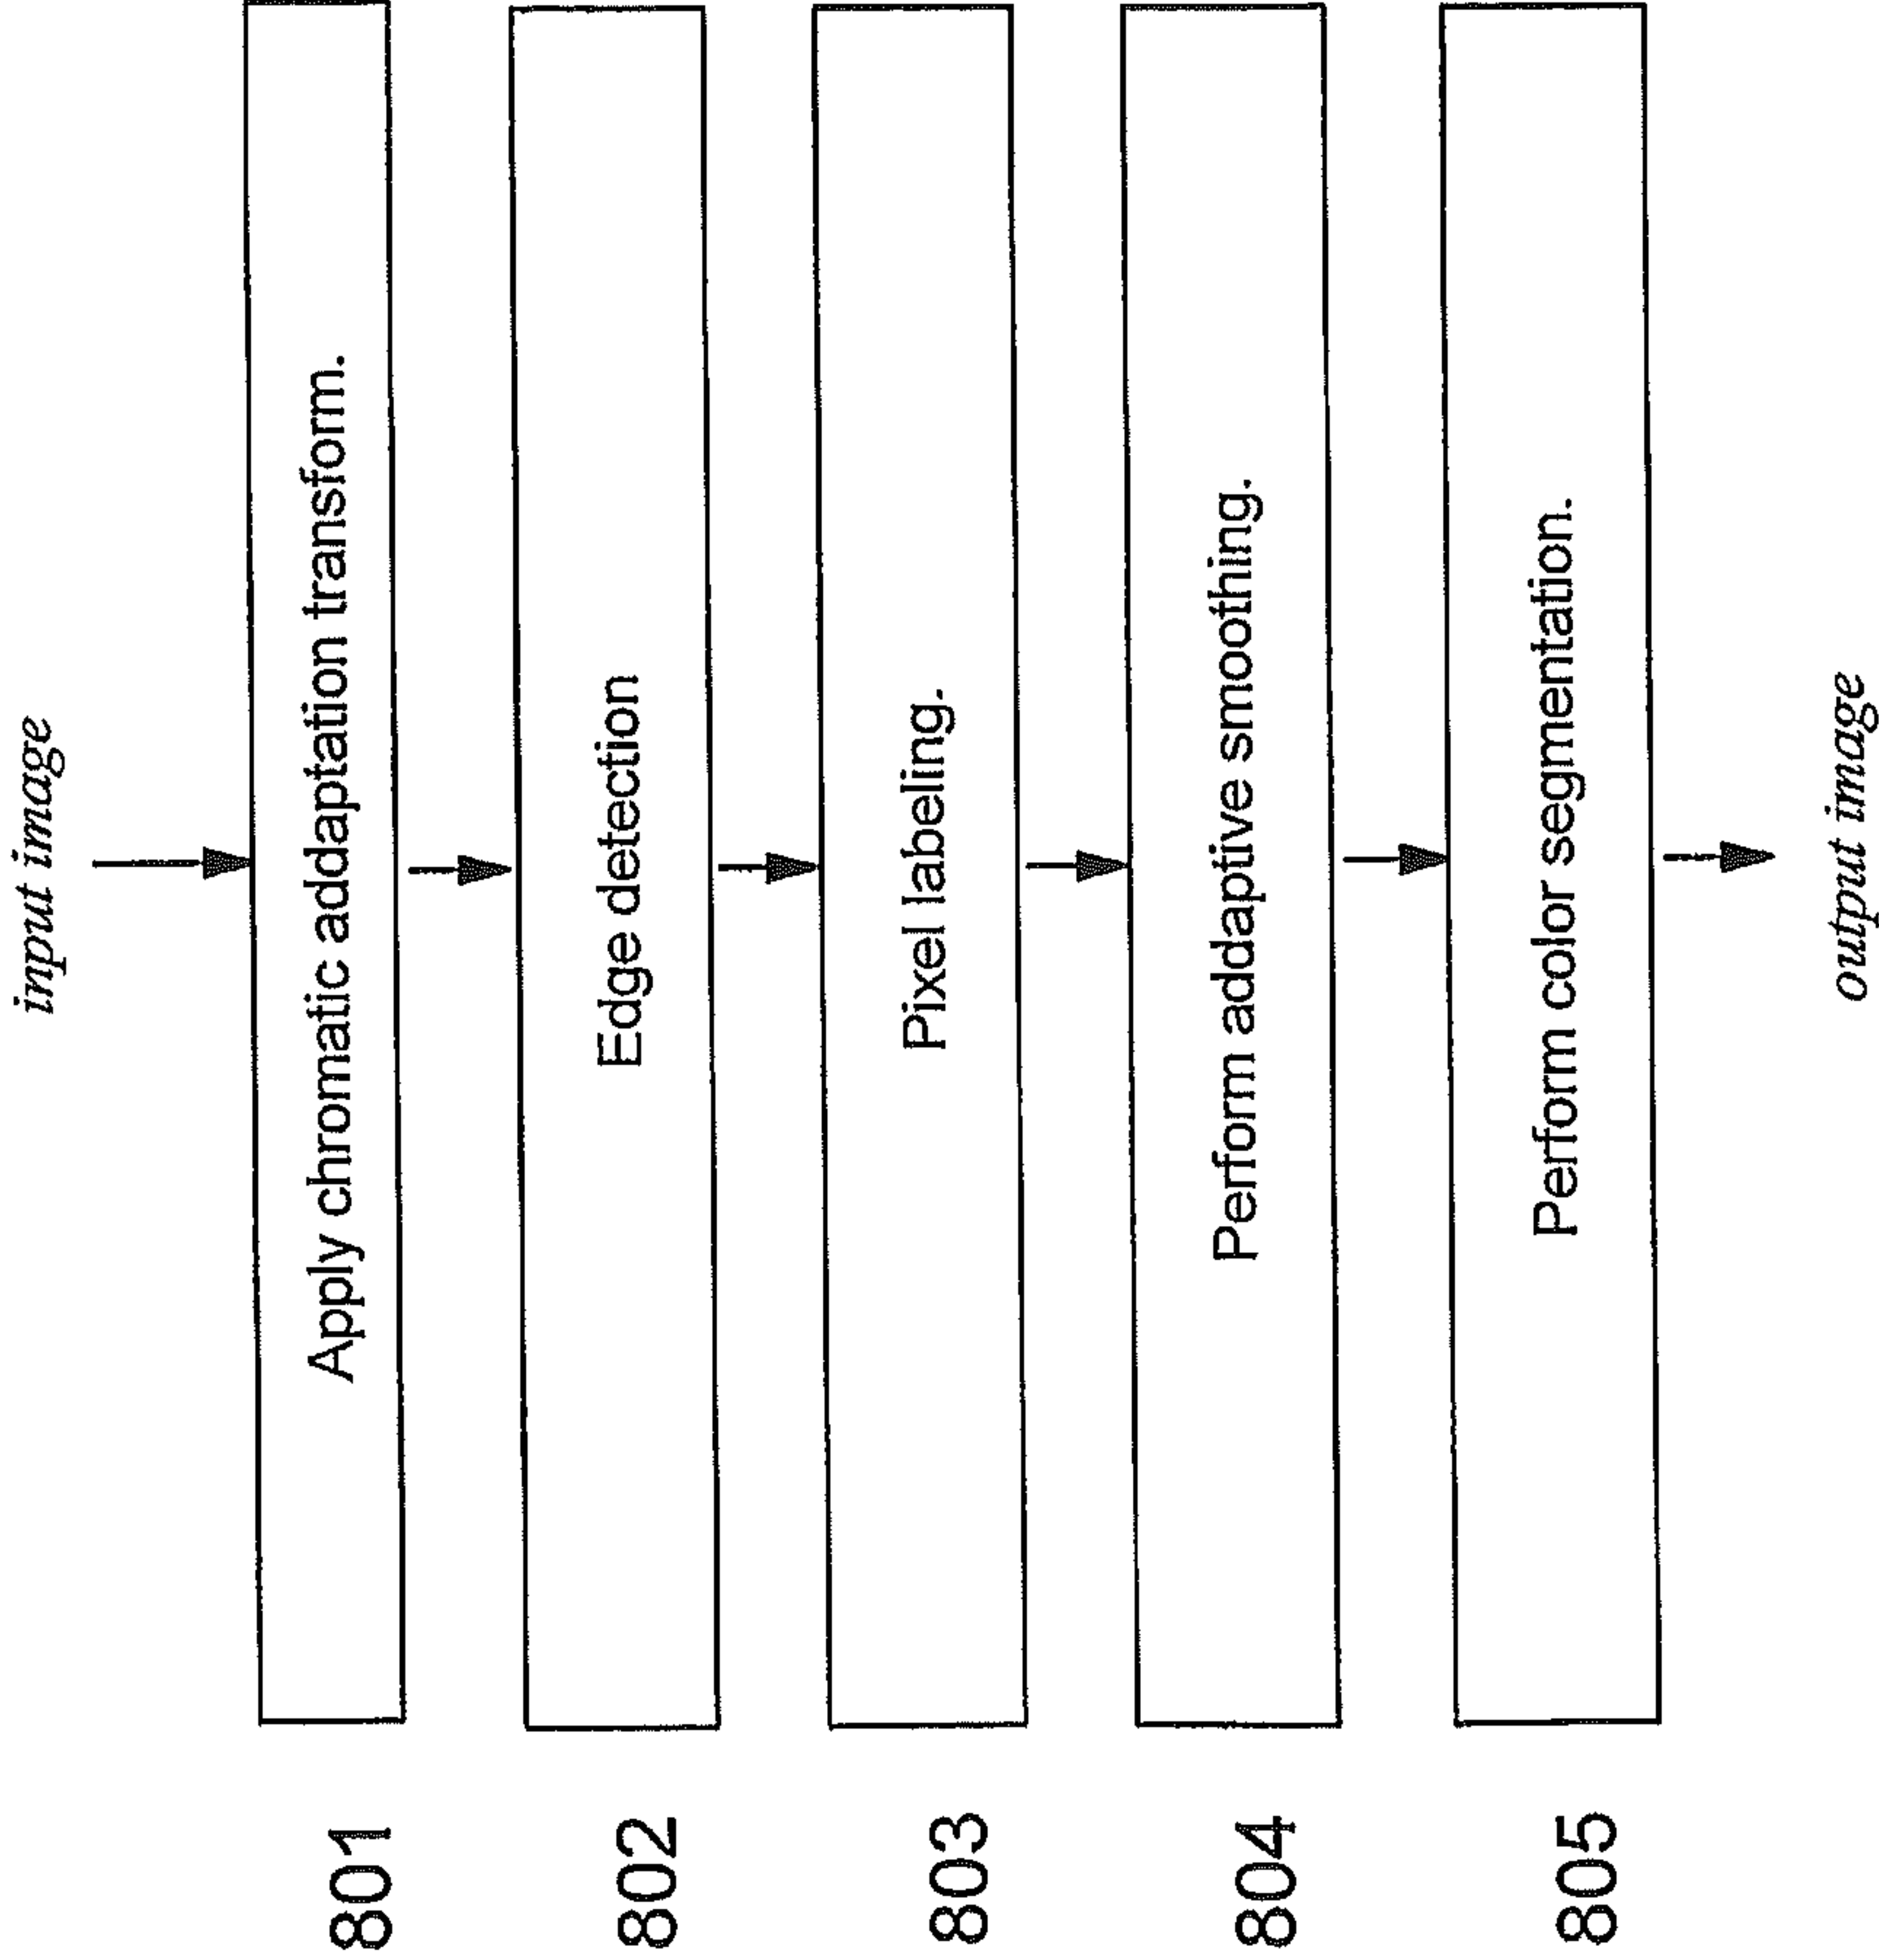 input image
801 Apply chromatic addaptation transform.
802 Edge detection
803 Pixel labeling.
804 Perform addaptive smoothing.
805 Perform color segmentation.
output image